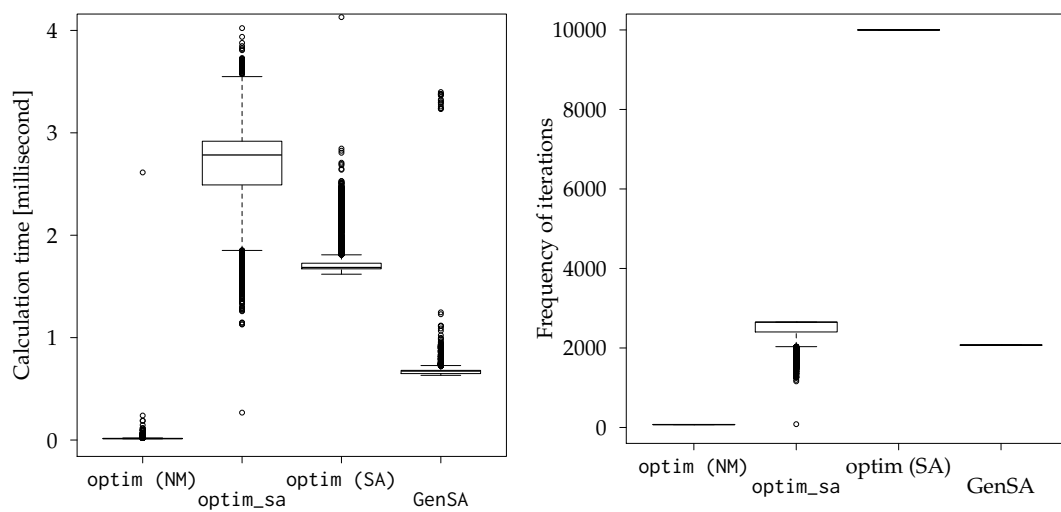 Calculation time [millisecond]
4
3
2
1
0
optim (NM)
optim_sa
optim (SA)
GenSA
Frequency of iterations
10000
8000
6000
4000
2000
0
optim (NM)
optim_sa
optim (SA)
GenSA